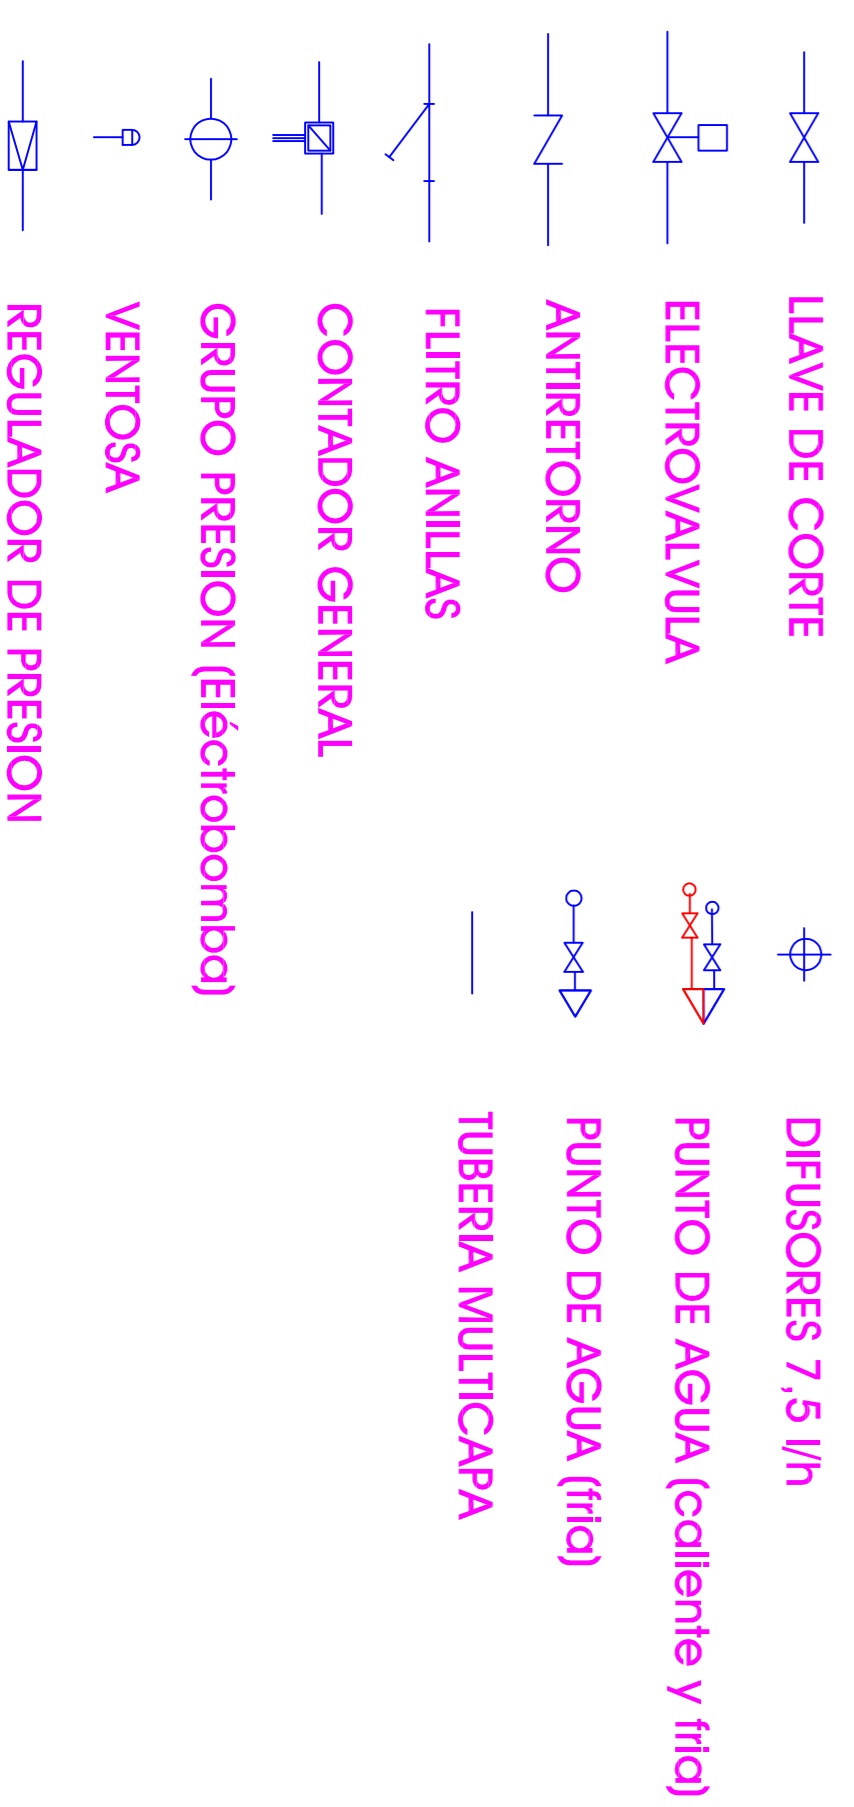 LLAVE DE CORTE
ELECTROVALVULA
ANTIRETORNO
FLITRO ANILLAS
CONTADOR GENERAL
GRUPO PRESION (Eléctrobomba)
VENTOSA
REGULADOR DE PRESION
DIFUSORES 7,5 l/h
PUNTO DE AGUA (caliente y fria)
PUNTO DE AGUA (fria)
TUBERIA MULTICAPA